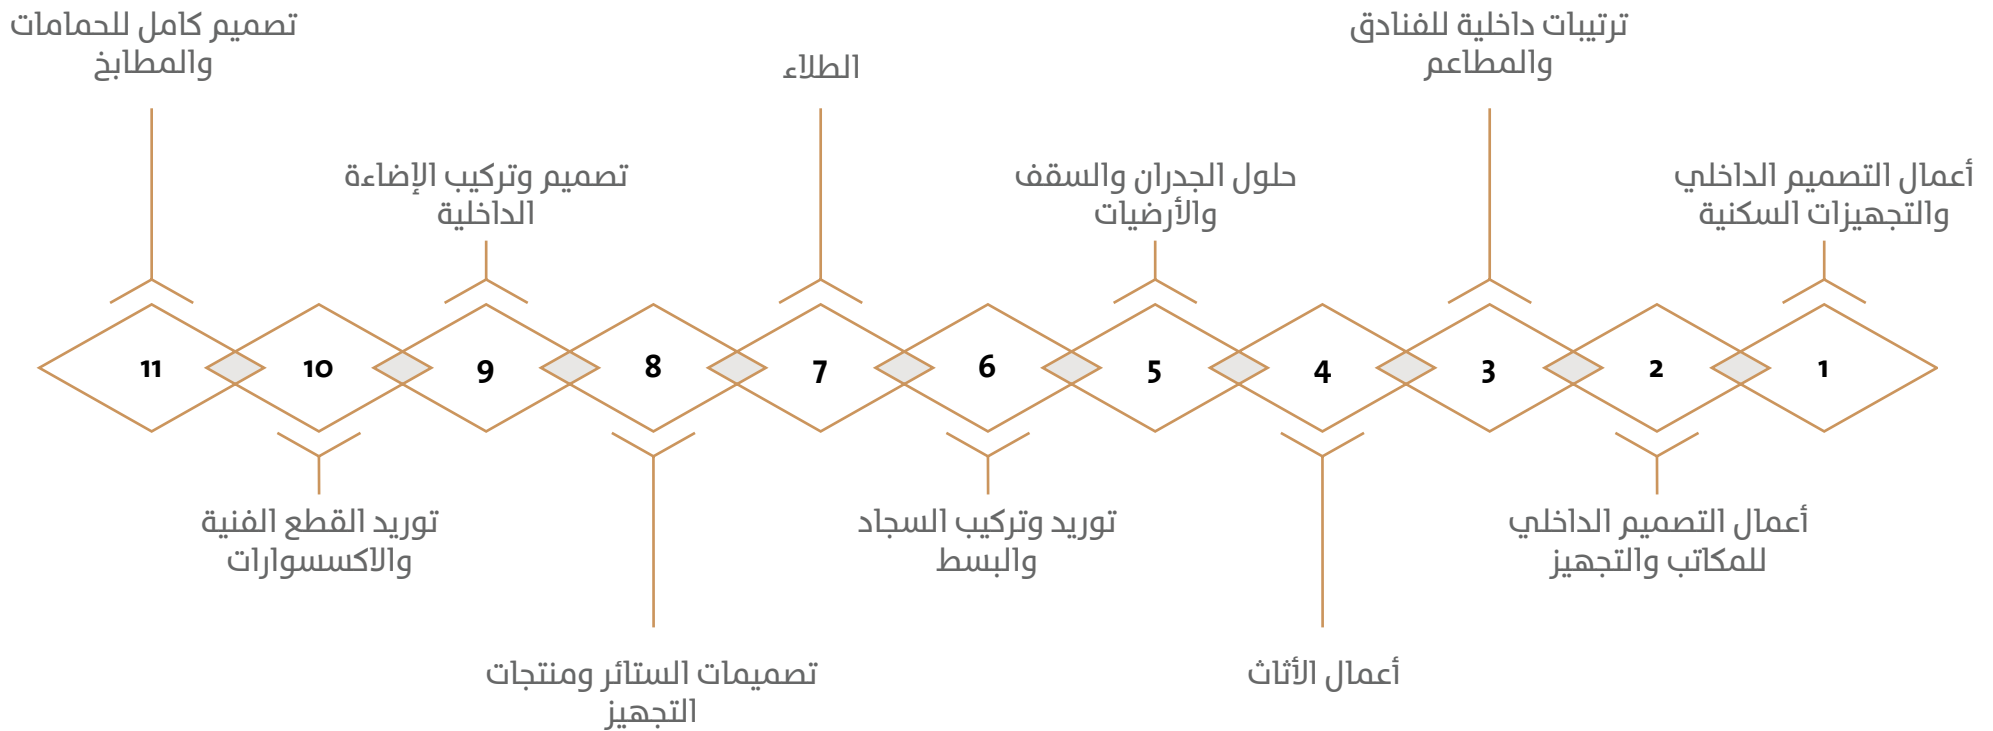 1
أعمال التصميم الداخلي
والتجهيزات السكنية
2
أعمال التصميم الداخلي
للمكاتب والتجهيز
3
ترتيبات داخلية للفنادق
والمطاعم
4
أعمال الأثاث
5
حلول الجدران والسقف
والأرضيات
6
توريد وتركيب السجاد
والبسط
7
الطلاء
8
تصميمات الستائر ومنتجات
التجهيز
9
تصميم وتركيب الإضاءة
الداخلية
10
توريد القطع الفنية
والاكسسوارات
11
تصميم كامل للحمامات
والمطابخ